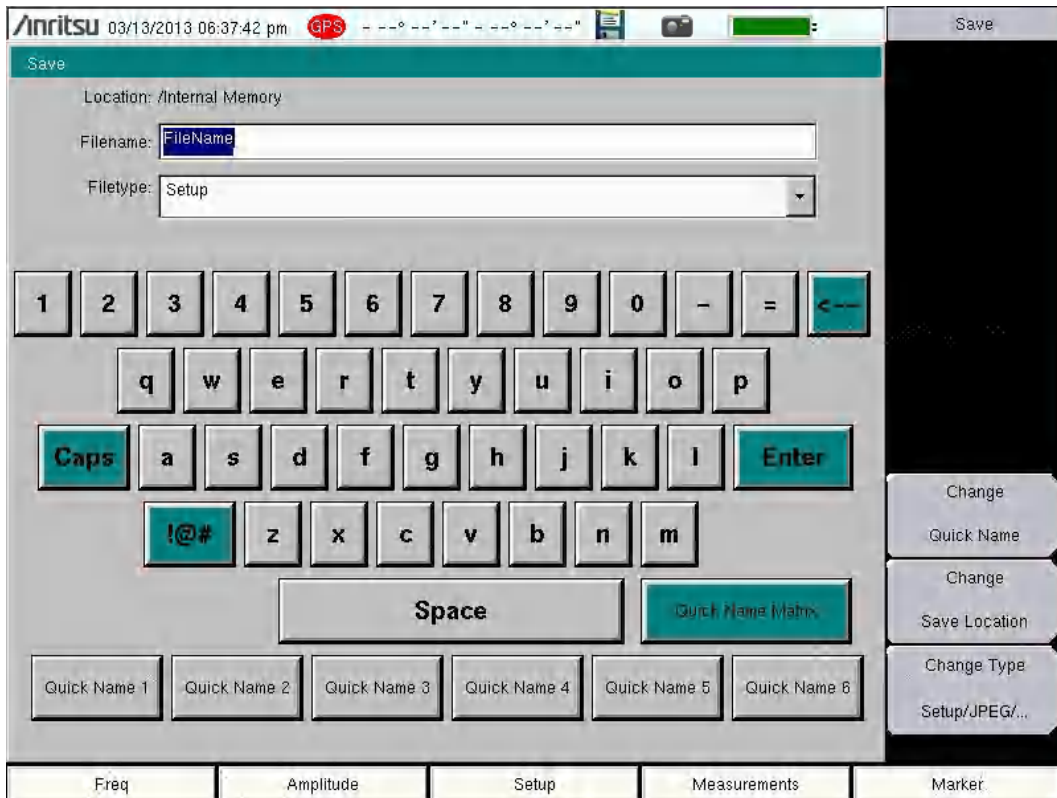 /Inritsu 03/13/2013 06:37:42 pm GPS - --° --'--" - --° --'--" Save
Save
Location: /Internal Memory
Filename: FileName
Filetype: Setup
1 2 3 4 5 6 7 8 9 0 - = <--
q w e r t y u i o p
Caps a s d f g h j k l Enter
!@# z x c v b n m
Space Quick Name Matrix
Quick Name 1 Quick Name 2 Quick Name 3 Quick Name 4 Quick Name 5 Quick Name 6
Change
Quick Name
Change
Save Location
Change Type
Setup/JPEG/...
Freq Amplitude Setup Measurements Marker